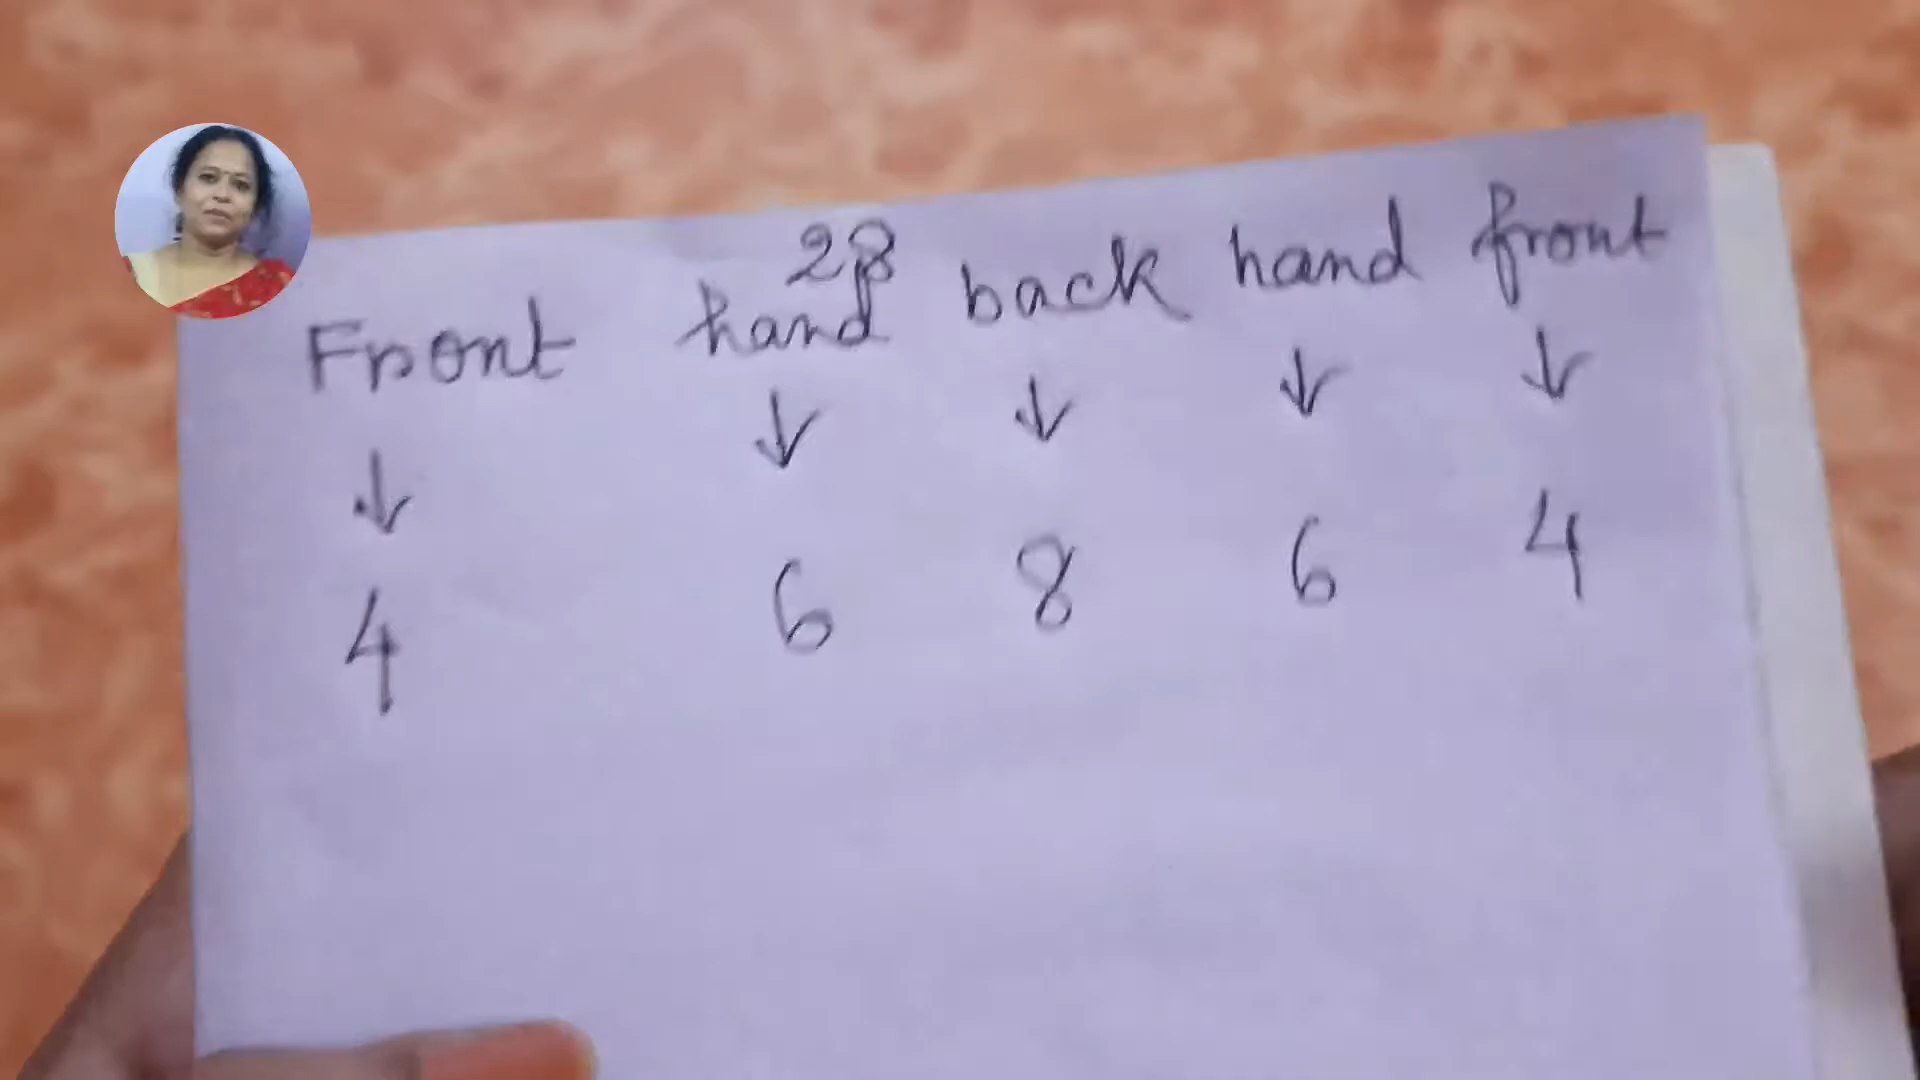 28
Front hand back hand front
↓ ↓ ↓ ↓ ↓
4 6 8 6 4